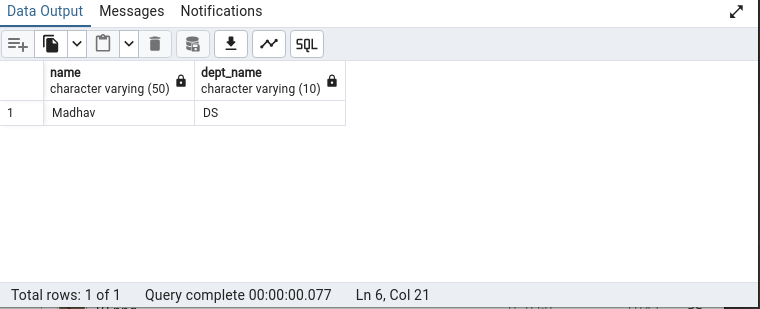 Data Output Messages Notifications
SQL
name dept_name
character varying (50) character varying (10)
1 Madhav DS
Total rows: 1 of 1 Query complete 00:00:00.077 Ln 6, Col 21